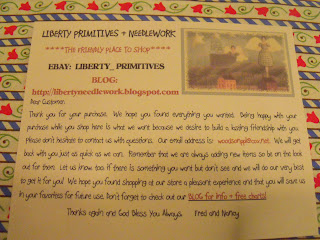 LIBERTY PRIMITIVES + NEEDLEWORK
****THE FRIENDLY PLACE TO SHOP****
EBAY: LIBERTY_PRIMITIVES
BLOG:
http://libertyneedlework.blogspot.com
Dear Customer,
Thank you for your purchase. We hope you found everything you wanted. Being happy with your
purchase while you shop here is what we want because we desire to build a lasting friendship with you
please don't hesitate to contact us with questions. Our email address is: We will get
back with you just as quick as we can. Remember that we are always adding new items so be on the look
out for them. Let us know too if there is something you want but don't see and we will do our very best
to get it for you! We hope you found shopping at our store a pleasant experience and that you will save us
in your favorites for future use. Don't forget to check out our BLOG for info + free charts!
Thanks again and God Bless You Always. Fred and Nancy